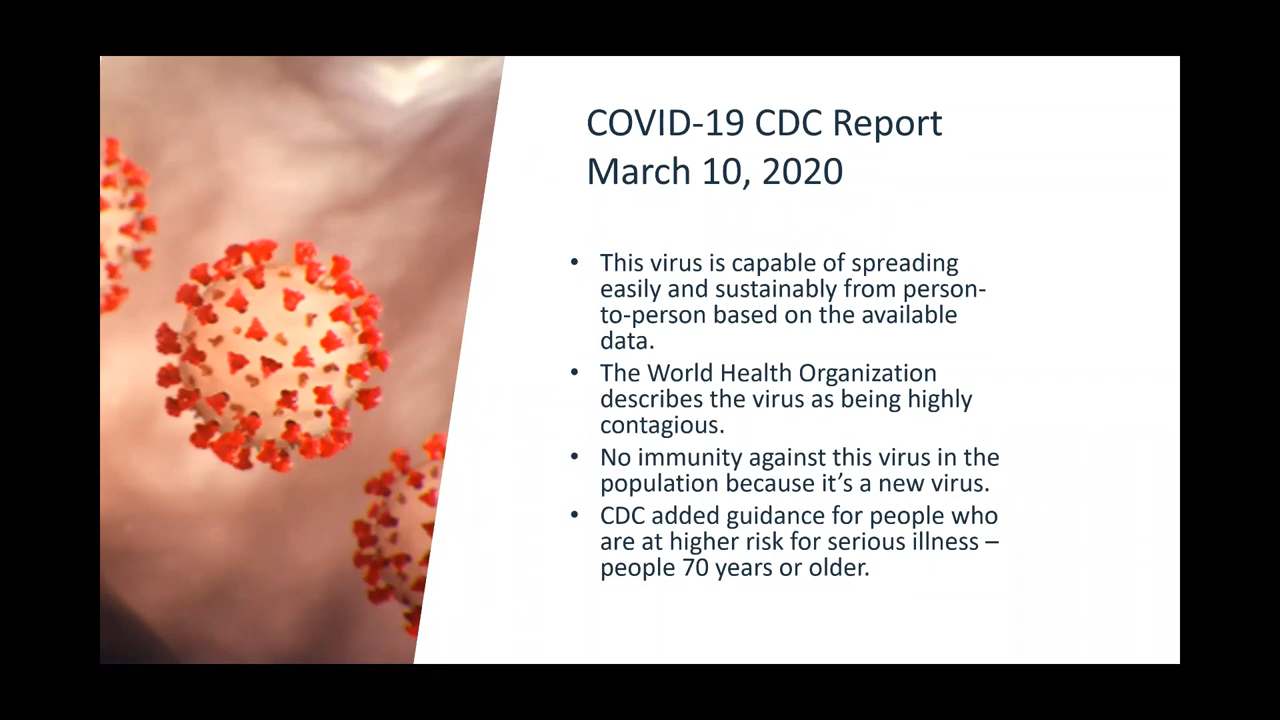 COVID-19 CDC Report
March 10, 2020
• This virus is capable of spreading
easily and sustainably from person-
to-person based on the available
data.
• The World Health Organization
describes the virus as being highly
contagious.
• No immunity against this virus in the
population because it’s a new virus.
• CDC added guidance for people who
are at higher risk for serious illness –
people 70 years or older.